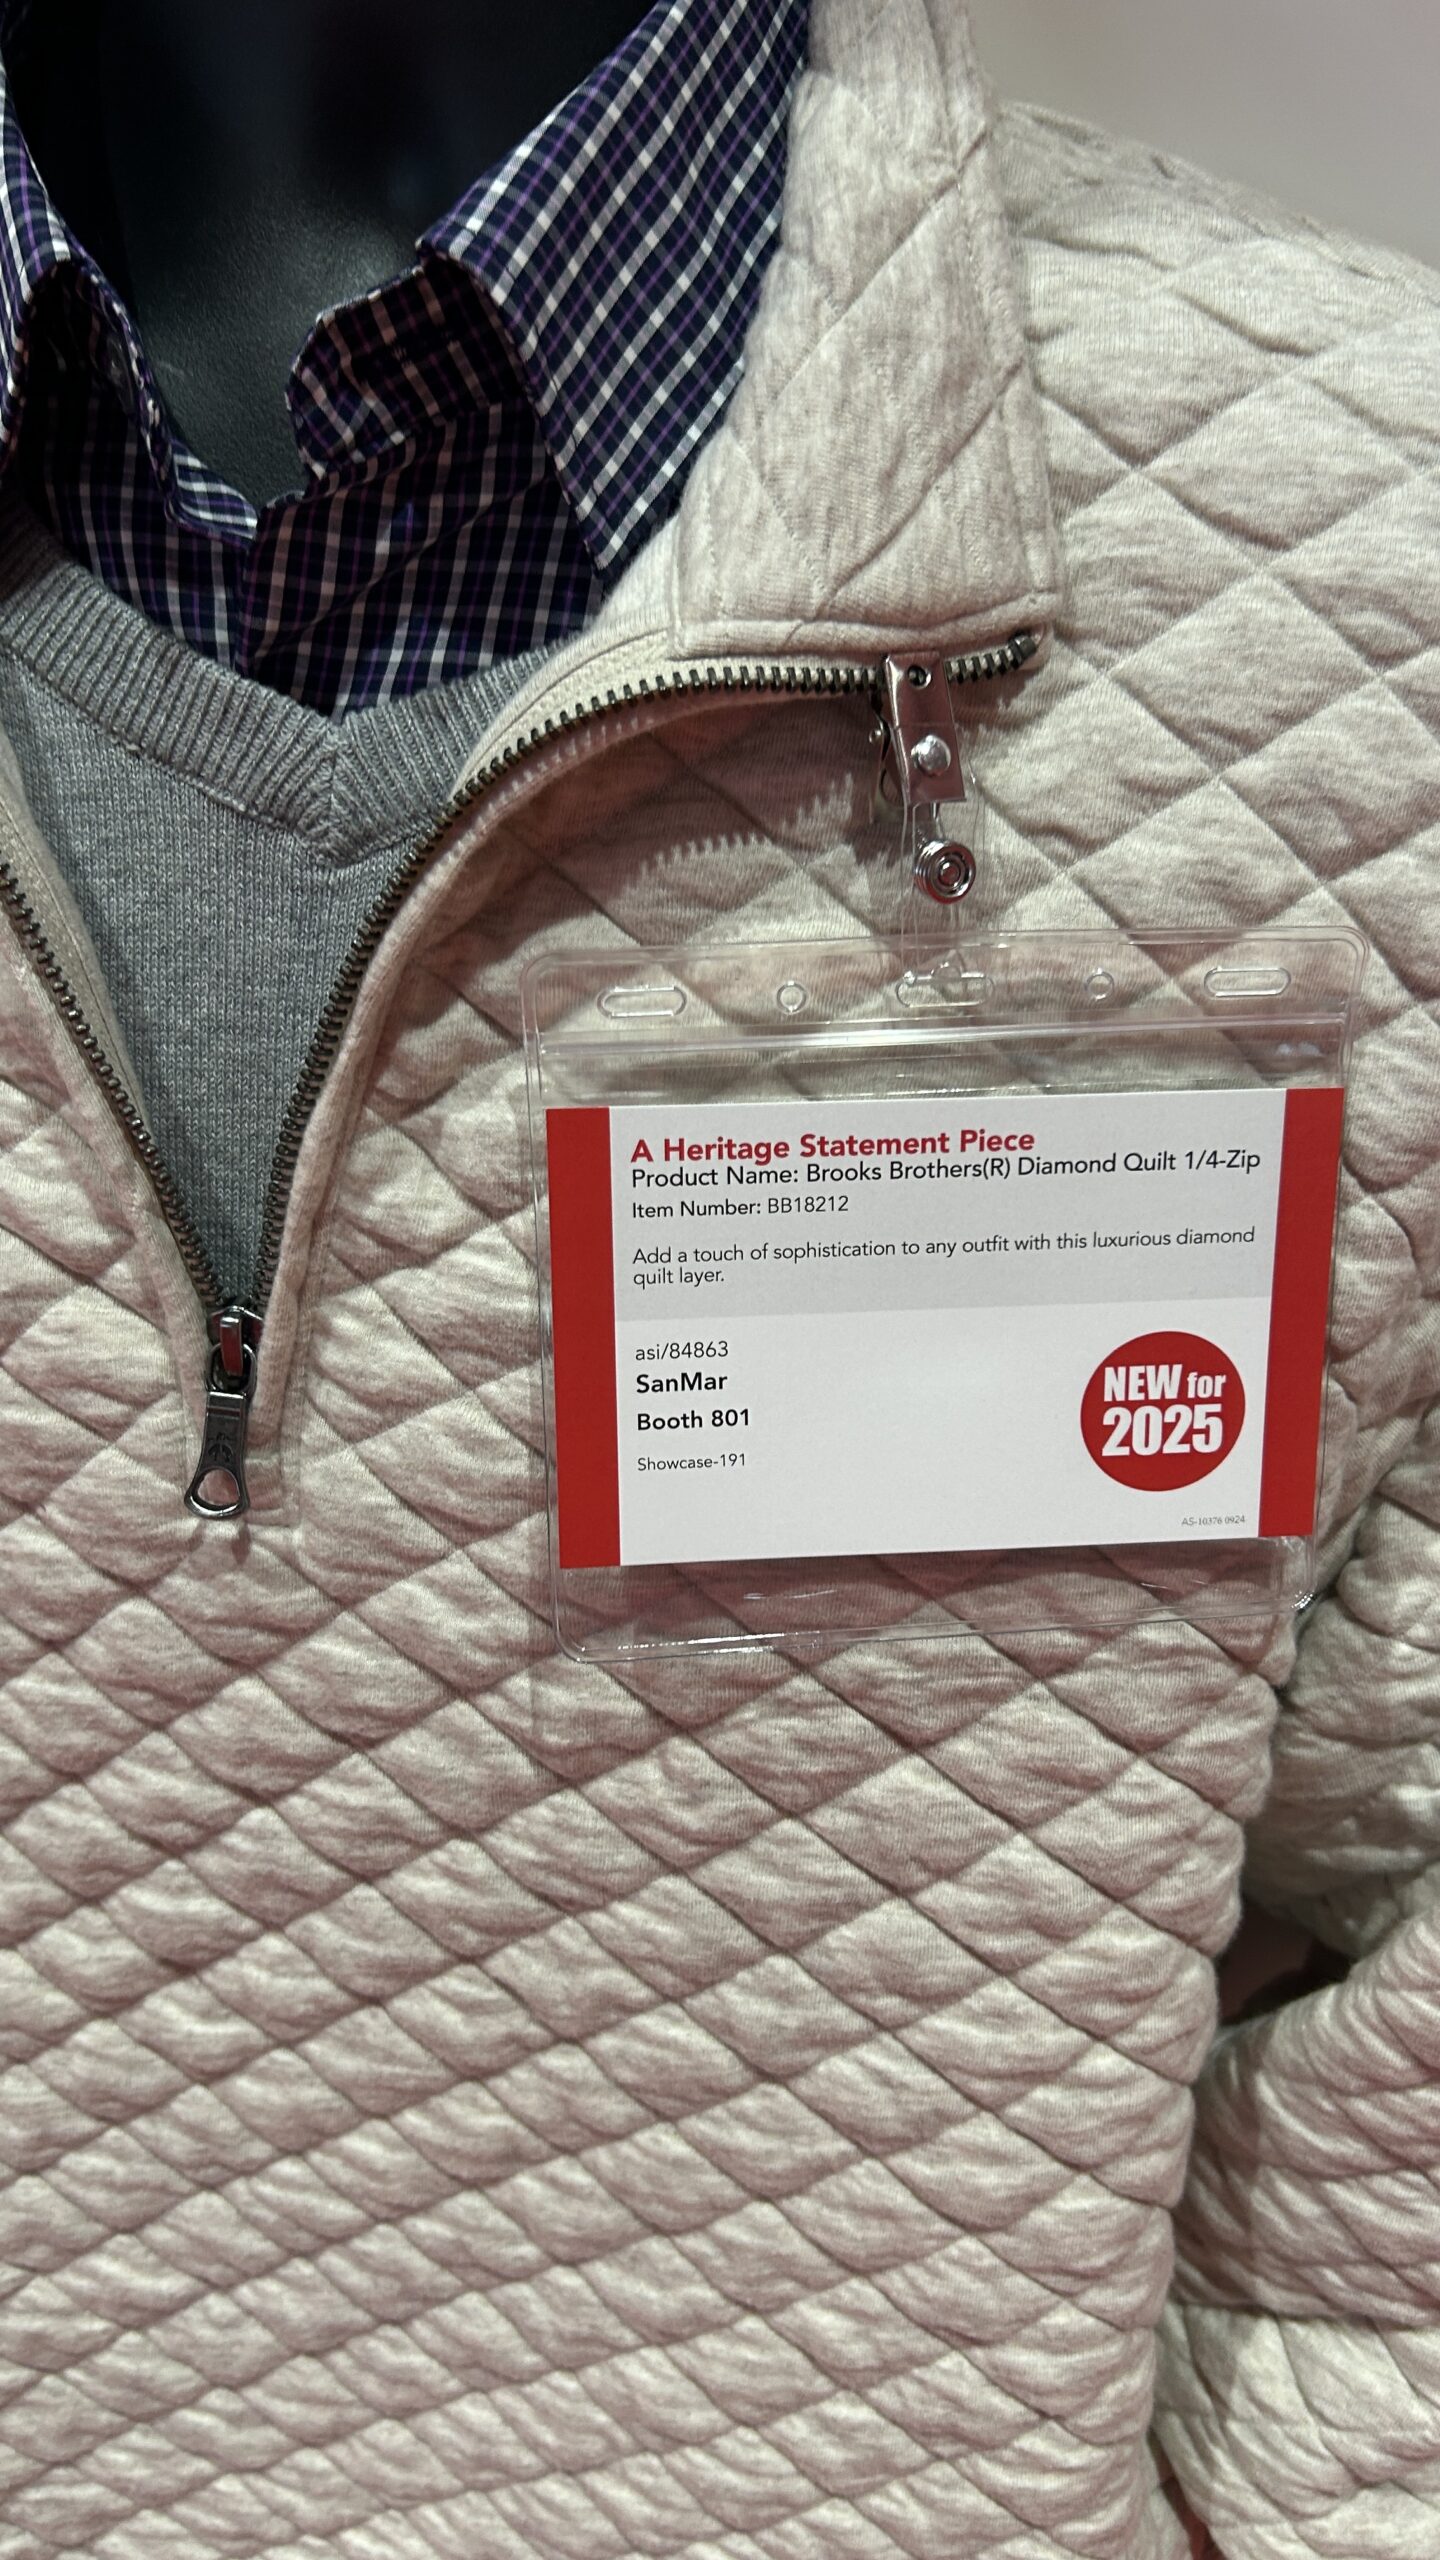 A Heritage Statement Piece
Product Name: Brooks Brothers(R) Diamond Quilt 1/4-Zip
Item Number: BB18212
Add a touch of sophistication to any outfit with this luxurious diamond
quilt layer.
asi/84863
SanMar
Booth 801
Showcase-191
NEW for
2025
AS-10376 0924